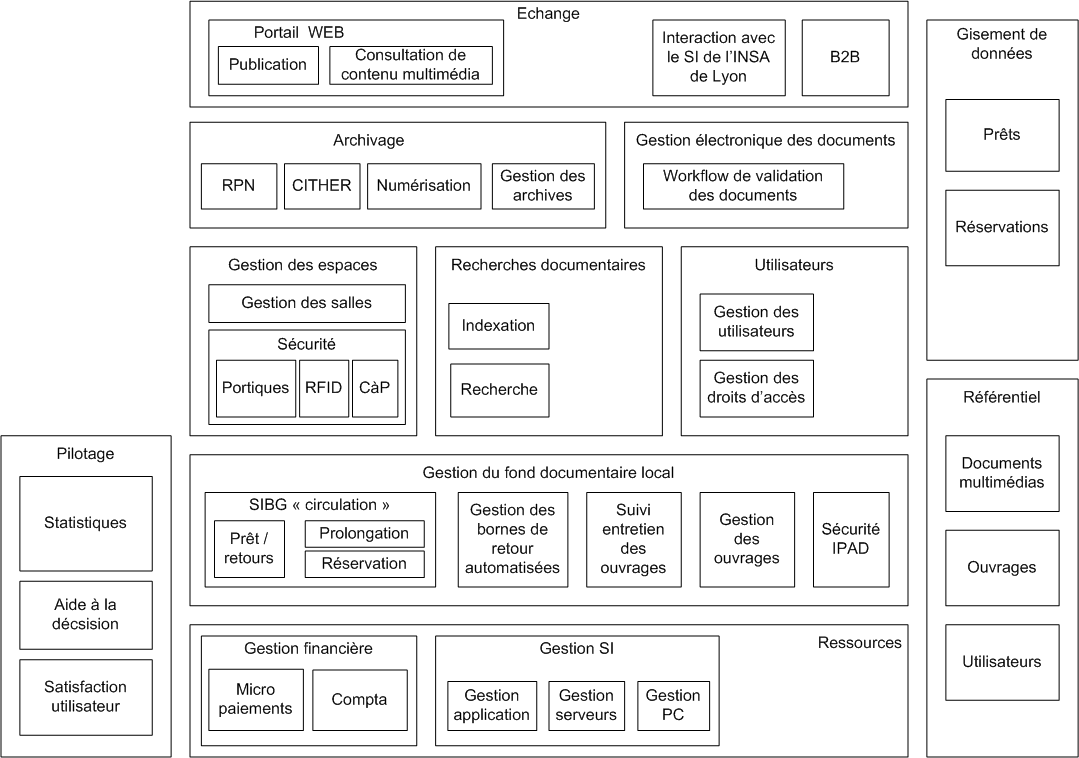 Echange
Portail WEB
Publication
Consultation de
contenu multimédia
Interaction avec
le SI de l'INSA
de Lyon
B2B
Archivage
RPN
CITHER
Numérisation
Gestion des
archives
Gestion électronique des documents
Workflow de validation
des documents
Gestion des espaces
Gestion des salles
Sécurité
Portiques
RFID
CàP
Recherches documentaires
Indexation
Recherche
Utilisateurs
Gestion des
utilisateurs
Gestion des
droits d'accès
Gisement de
données
Prêts
Réservations
Pilotage
Statistiques
Aide à la
décsision
Satisfaction
utilisateur
Gestion du fond documentaire local
SIBG « circulation »
Prêt /
retours
Prolongation
Réservation
Gestion des
bornes de
retour
automatisées
Suivi
entretien
des
ouvrages
Gestion
des
ouvrages
Sécurité
IPAD
Ressources
Gestion financière
Micro
paiements
Compta
Gestion SI
Gestion
application
Gestion
serveurs
Gestion
PC
Référentiel
Documents
multimédias
Ouvrages
Utilisateurs